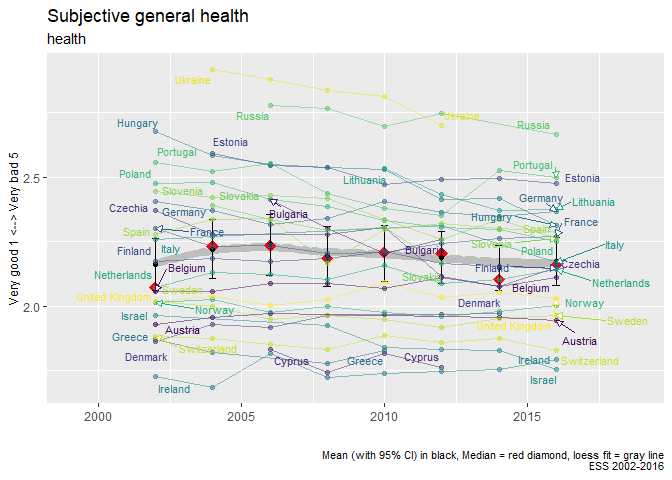 Subjective general health
health
Very good 1 <--> Very bad 5
2.5
2.0
Ukraine
Ukraine
Russia
Russia
Hungary
Estonia
Portugal
Portugal
Poland
Lithuania
Estonia
Slovenia
Slovakia
Germany
Lithuania
Czechia
Germany
Bulgaria
Hungary
Iceland
Spain
France
Spain
Slovenia
Italy
Finland
Italy
Bulgaria
Poland
Czechia
Belgium
Finland
Netherlands
Slovakia
Netherlands
Sweden
Belgium
United Kingdom
Denmark
Norway
Norway
Israel
United Kingdom
Sweden
Austria
Greece
Austria
Switzerland
Denmark
Cyprus
Greece
Cyprus
Ireland
Switzerland
Ireland
Israel
2000
2005
2010
2015
Mean (with 95% CI) in black, Median = red diamond, loess fit = gray line
ESS 2002-2016